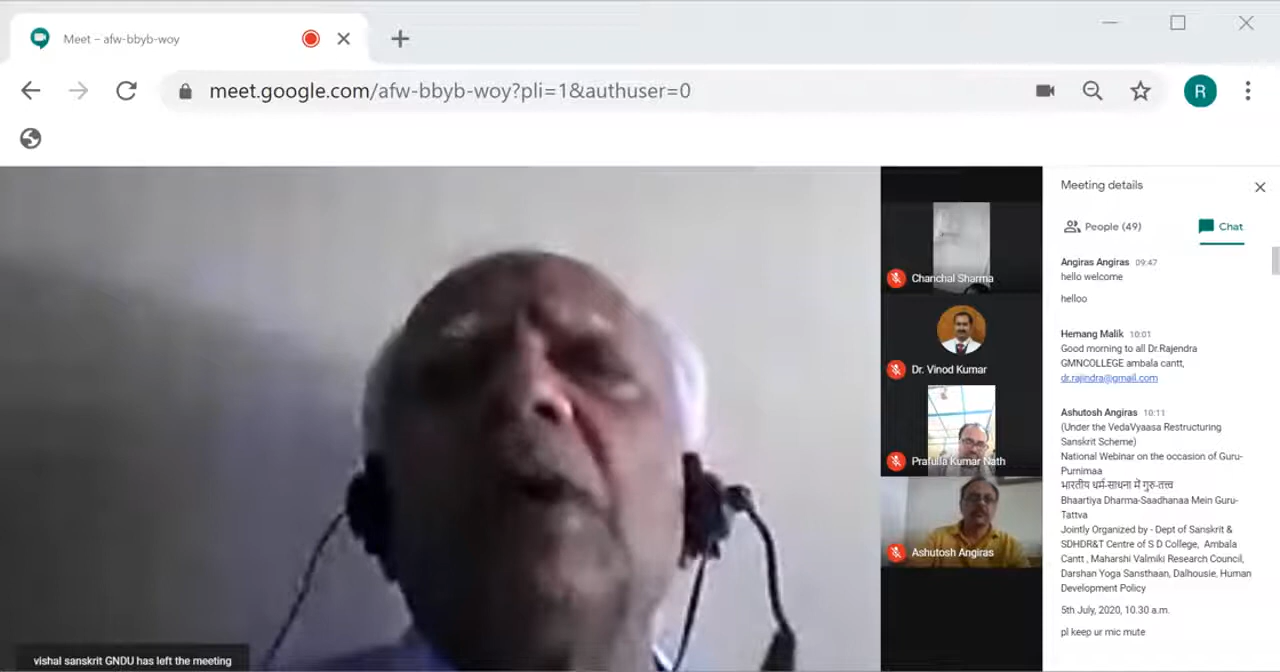 Meet – afw-bbyb-woy
meet.google.com/afw-bbyb-woy?pli=1&authuser=0
R
Meeting details
People (49)
Chat
Angiras Angiras 09:47
hello welcome
helloo
Hemang Malik 10:01
Good morning to all Dr.Rajendra
GMNCOLLEGE ambala cantt,
dr.rajindra@gmail.com
Ashutosh Angiras 10:11
(Under the VedaVyaasa Restructuring
Sanskrit Scheme)
National Webinar on the occasion of Guru-
Purnimaa
भारतीय धर्म-साधना में गुरु-तत्त्व
Bhaartiya Dharma-Saadhanaa Mein Guru-
Tattva
Jointly Organized by - Dept of Sanskrit &
SDHDR&T Centre of S D College, Ambala
Cantt , Maharshi Valmiki Research Council,
Darshan Yoga Sansthaan, Dalhousie, Human
Development Policy
5th July, 2020, 10.30 a.m.
pl keep ur mic mute
Chanchal Sharma
Dr. Vinod Kumar
Prafulla Kumar Nath
Ashutosh Angiras
vishal sanskrit GNDU has left the meeting